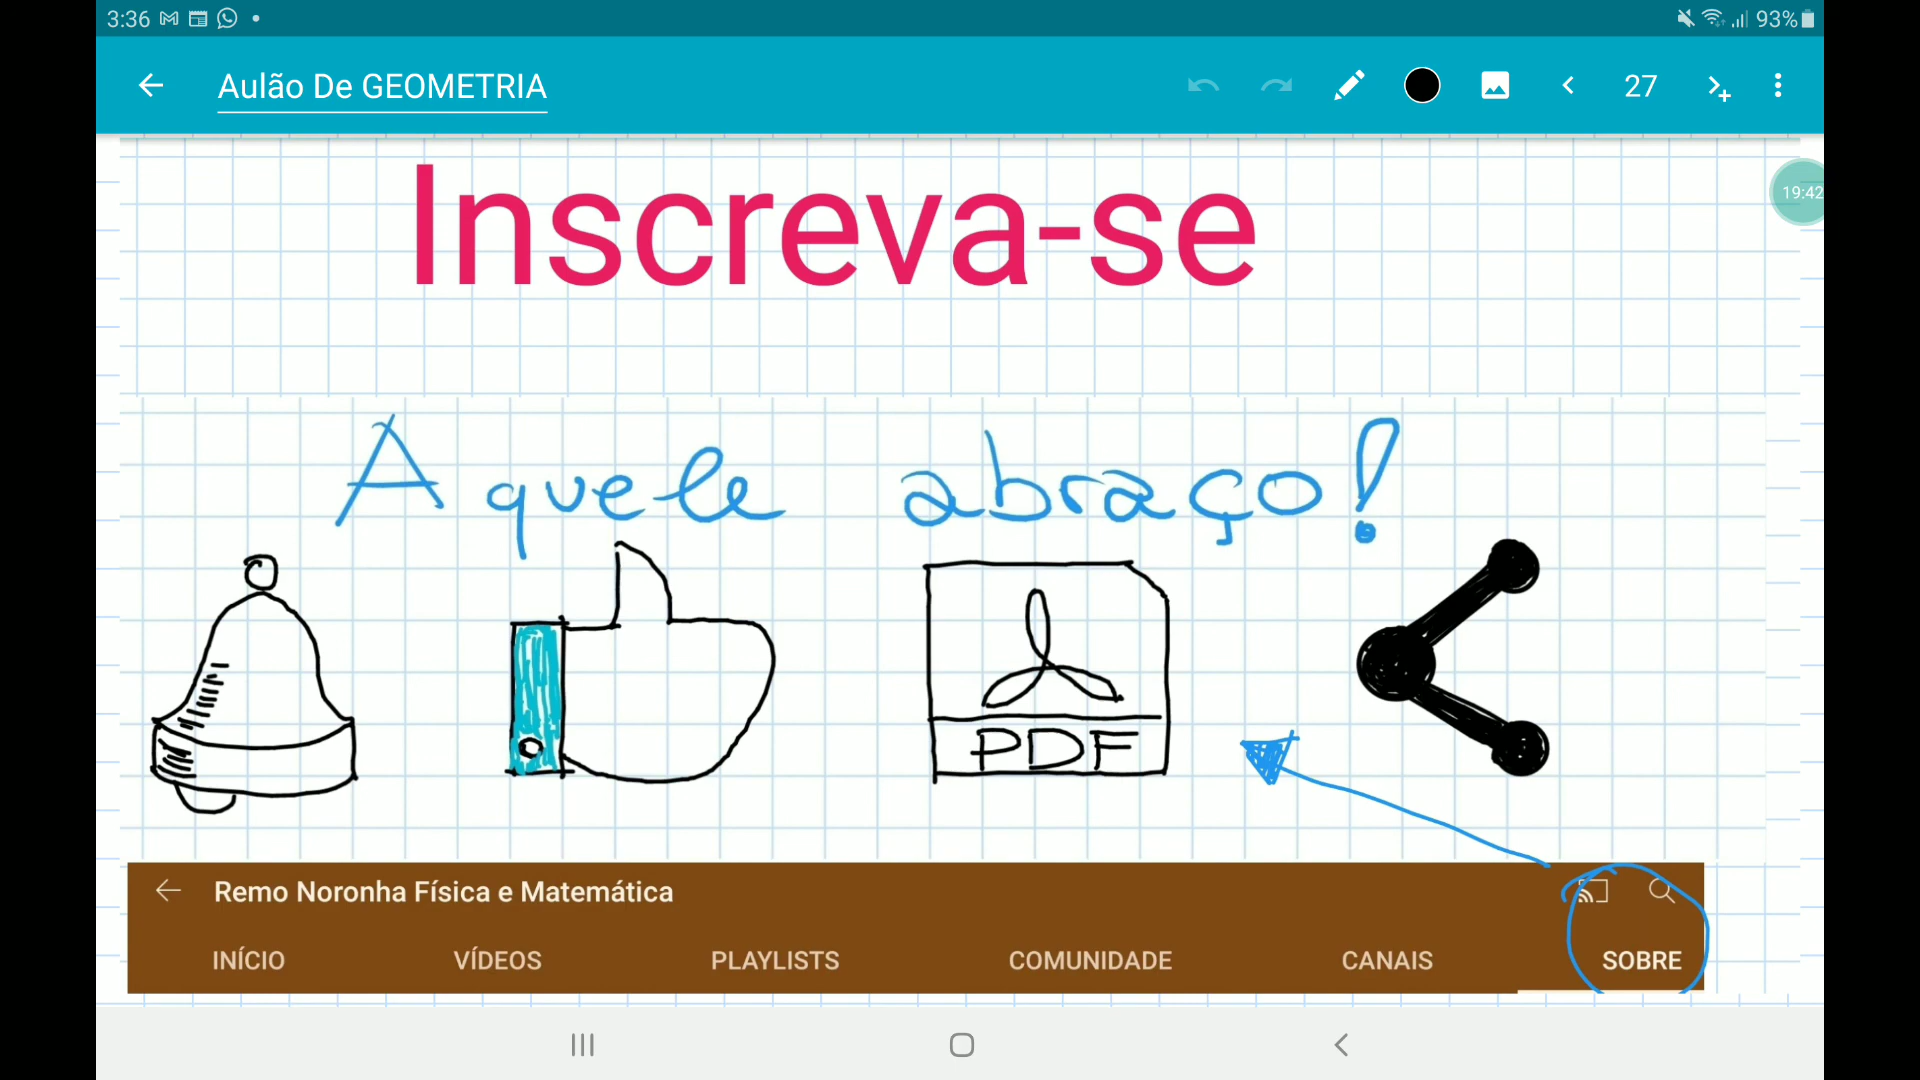 3:36 93%
Aulão De GEOMETRIA 27
19:42
Inscreva-se
Aquele abraço!
PDF
Remo Noronha Física e Matemática
INÍCIO VÍDEOS PLAYLISTS COMUNIDADE CANAIS SOBRE